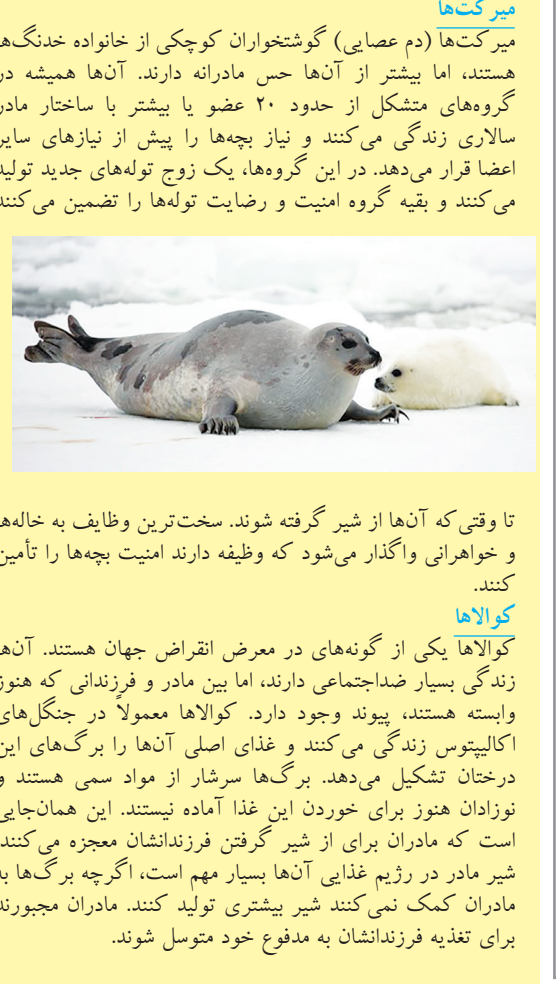 میرکت‌ها
میرکت‌ها (دم عصایی) گوشتخواران کوچکی از خانواده خدنگ‌ها
هستند، اما بیشتر از آن‌ها حس مادرانه دارند. آن‌ها همیشه در
گروه‌های متشکل از حدود ۲۰ عضو یا بیشتر با ساختار مادر
سالاری زندگی می‌کنند و نیاز بچه‌ها را پیش از نیازهای سایر
اعضا قرار می‌دهد. در این گروه‌ها، یک زوج توله‌های جدید تولید
می‌کنند و بقیه گروه امنیت و رضایت توله‌ها را تضمین می‌کنند
تا وقتی‌که آن‌ها از شیر گرفته شوند. سخت‌ترین وظایف به خاله‌ها
و خواهرانی واگذار می‌شود که وظیفه دارند امنیت بچه‌ها را تأمین
کنند.
کوالاها
کوالاها یکی از گونه‌های در معرض انقراض جهان هستند. آن‌ها
زندگی بسیار ضداجتماعی دارند، اما بین مادر و فرزندانی که هنوز
وابسته هستند، پیوند وجود دارد. کوالاها معمولاً در جنگل‌های
اکالیپتوس زندگی می‌کنند و غذای اصلی آن‌ها را برگ‌های این
درختان تشکیل می‌دهد. برگ‌ها سرشار از مواد سمی هستند و
نوزادان هنوز برای خوردن این غذا آماده نیستند. این همان‌جایی
است که مادران برای از شیر گرفتن فرزندانشان معجزه می‌کنند.
شیر مادر در رژیم غذایی آن‌ها بسیار مهم است، اگرچه برگ‌ها به
مادران کمک نمی‌کنند شیر بیشتری تولید کنند. مادران مجبورند
برای تغذیه فرزندانشان به مدفوع خود متوسل شوند.